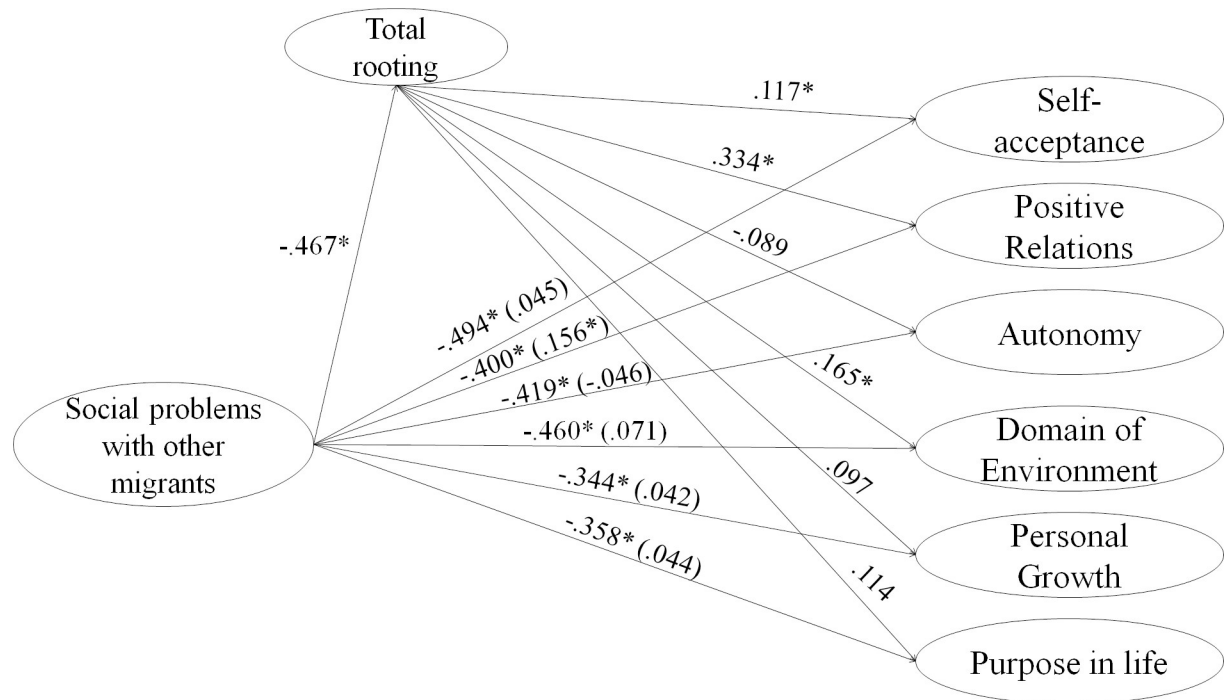 Total
rooting
.117*
Self-
acceptance
.334*
Positive
Relations
-.467*
-.089
-.494* (.045)
-.400* (.156*)
Autonomy
-.419* (-.046)
.165*
Social problems
with other
migrants
-.460* (.071)
Domain of
Environment
-.344* (.042)
.097
-.358* (.044)
Personal
Growth
.114
Purpose in life